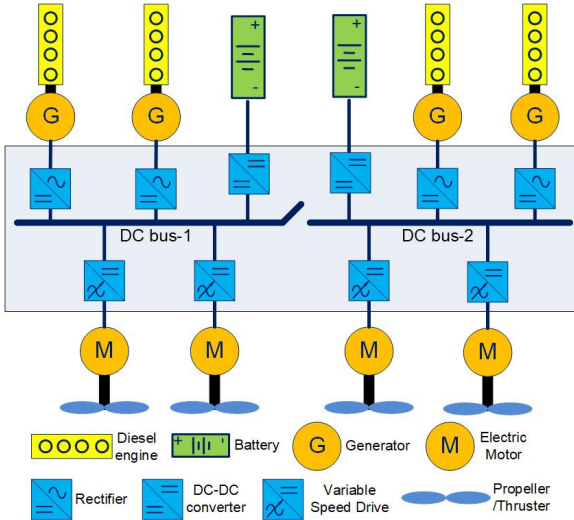 +
+
-
-
G
G
G
G
DC bus-1
DC bus-2
M
M
M
M
Diesel
engine
+
-
Battery
G
Generator
M
Electric
Motor
Rectifier
DC-DC
converter
Variable
Speed Drive
Propeller
/Thruster